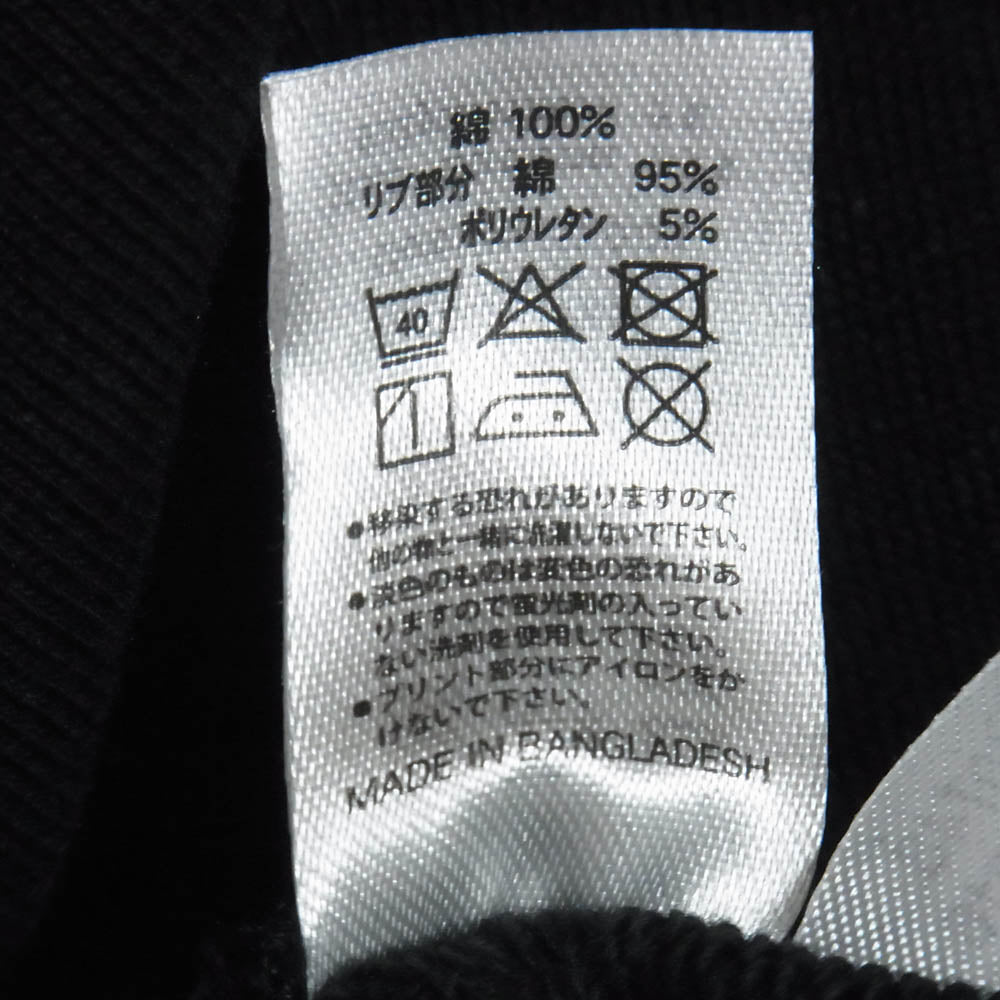 綿 100%
リブ部分 綿 95%
ポリウレタン 5%
40
●移染する恐れがありますので
他の物と一緒に洗濯しないで下さい。
●淡色のものは変色の恐れがあ
りますので蛍光剤の入ってい
ない洗剤を使用して下さい。
●プリント部分にアイロンをか
けないで下さい。
MADE IN BANGLADESH